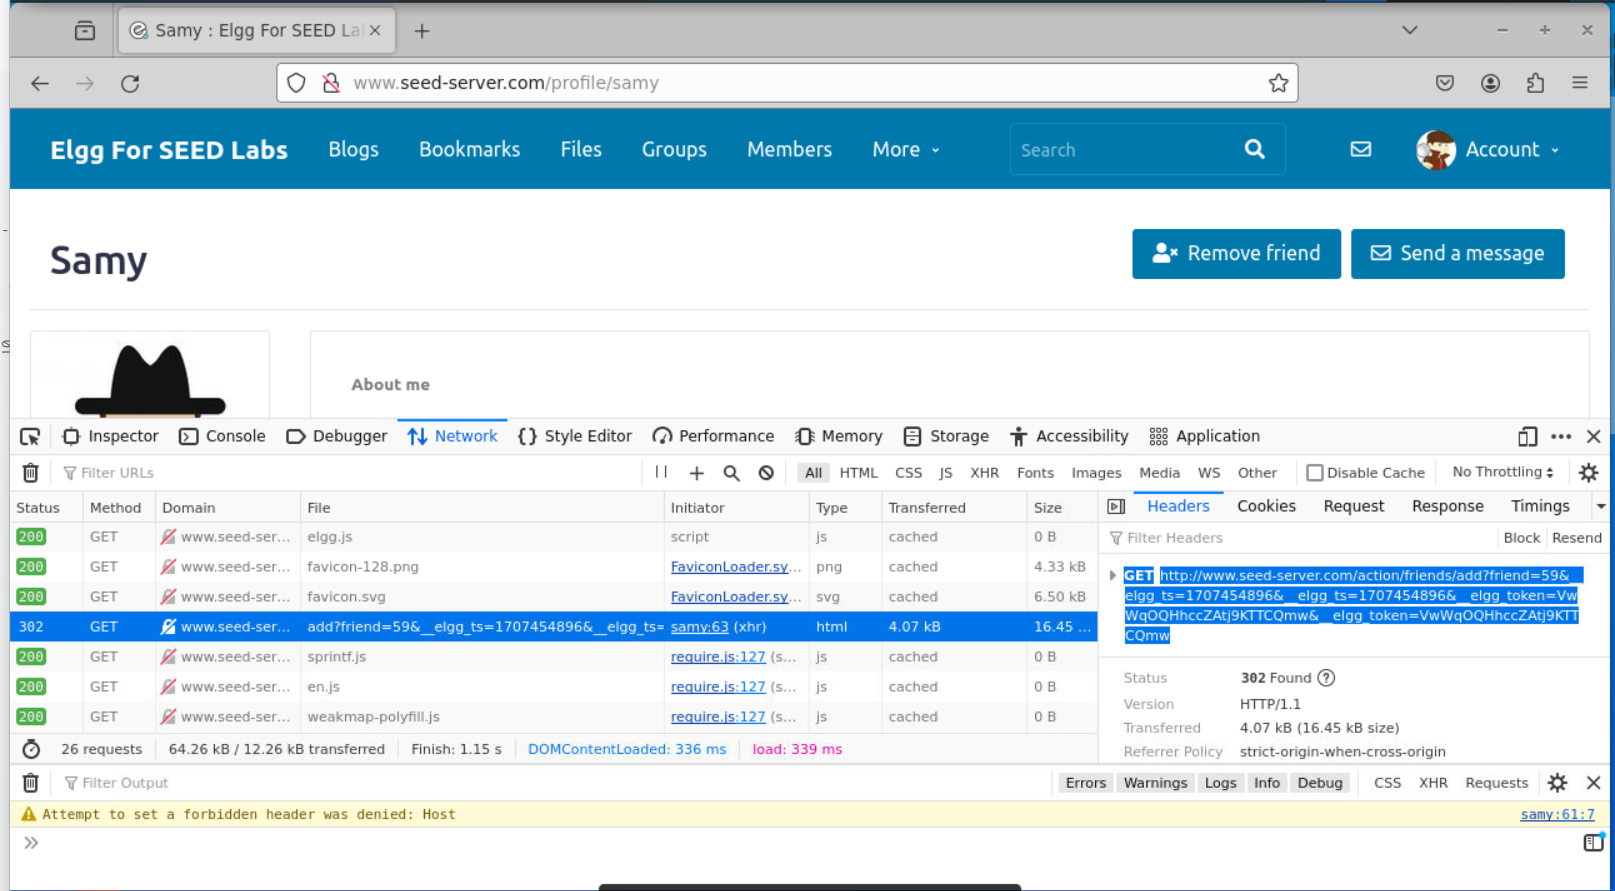 Samy : Elgg For SEED La
www.seed-server.com/profile/samy
Elgg For SEED Labs Blogs Bookmarks Files Groups Members More Search Account
Samy
Remove friend Send a message
About me
Inspector Console Debugger Network Style Editor Performance Memory Storage Accessibility Application
Filter URLs All HTML CSS JS XHR Fonts Images Media WS Other Disable Cache No Throttling
Status Method Domain File Initiator Type Transferred Size
200 GET www.seed-ser... elgg.js script js cached 0 B
200 GET www.seed-ser... favicon-128.png FaviconLoader.sy... png cached 4.33 kB
200 GET www.seed-ser... favicon.svg FaviconLoader.sy... svg cached 6.50 kB
302 GET www.seed-ser... add?friend=59&__elgg_ts=1707454896&__elgg_ts= samy:63 (xhr) html 4.07 kB 16.45 ...
200 GET www.seed-ser... sprintf.js require.js:127 (s... js cached 0 B
200 GET www.seed-ser... en.js require.js:127 (s... js cached 0 B
200 GET www.seed-ser... weakmap-polyfill.js require.js:127 (s... js cached 0 B
26 requests 64.26 kB / 12.26 kB transferred Finish: 1.15 s DOMContentLoaded: 336 ms load: 339 ms
Headers Cookies Request Response Timings
Filter Headers Block Resend
GET http://www.seed-server.com/action/friends/add?friend=59&__
elgg_ts=1707454896&__elgg_ts=1707454896&__elgg_token=Vw
WqOQHhccZAtj9KTTCQmw&__elgg_token=VwWqOQHhccZAtj9KTT
CQmw
Status 302 Found
Version HTTP/1.1
Transferred 4.07 kB (16.45 kB size)
Referrer Policy strict-origin-when-cross-origin
Filter Output Errors Warnings Logs Info Debug CSS XHR Requests
Attempt to set a forbidden header was denied: Host samy:61:7